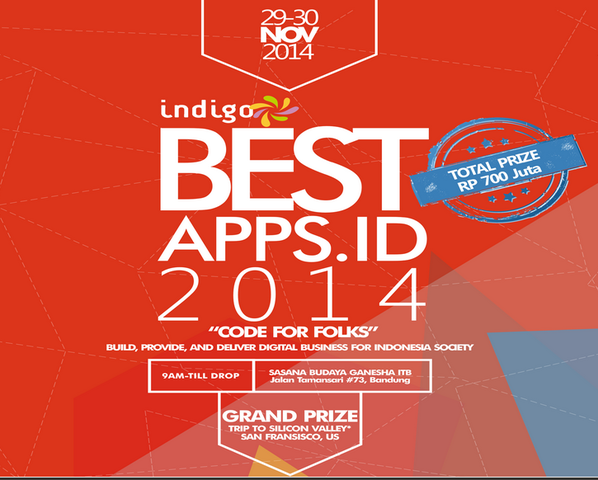 29-30
NOV
2014
indigo
BEST
APPS.ID
2014
TOTAL PRIZE
RP 700 Juta
“CODE FOR FOLKS”
BUILD, PROVIDE, AND DELIVER DIGITAL BUSINESS FOR INDONESIA SOCIETY
9AM-TILL DROP
SASANA BUDAYA GANESHA ITB
Jalan Tamansari #73, Bandung
GRAND PRIZE
TRIP TO SILICON VALLEY*
SAN FRANSISCO, US